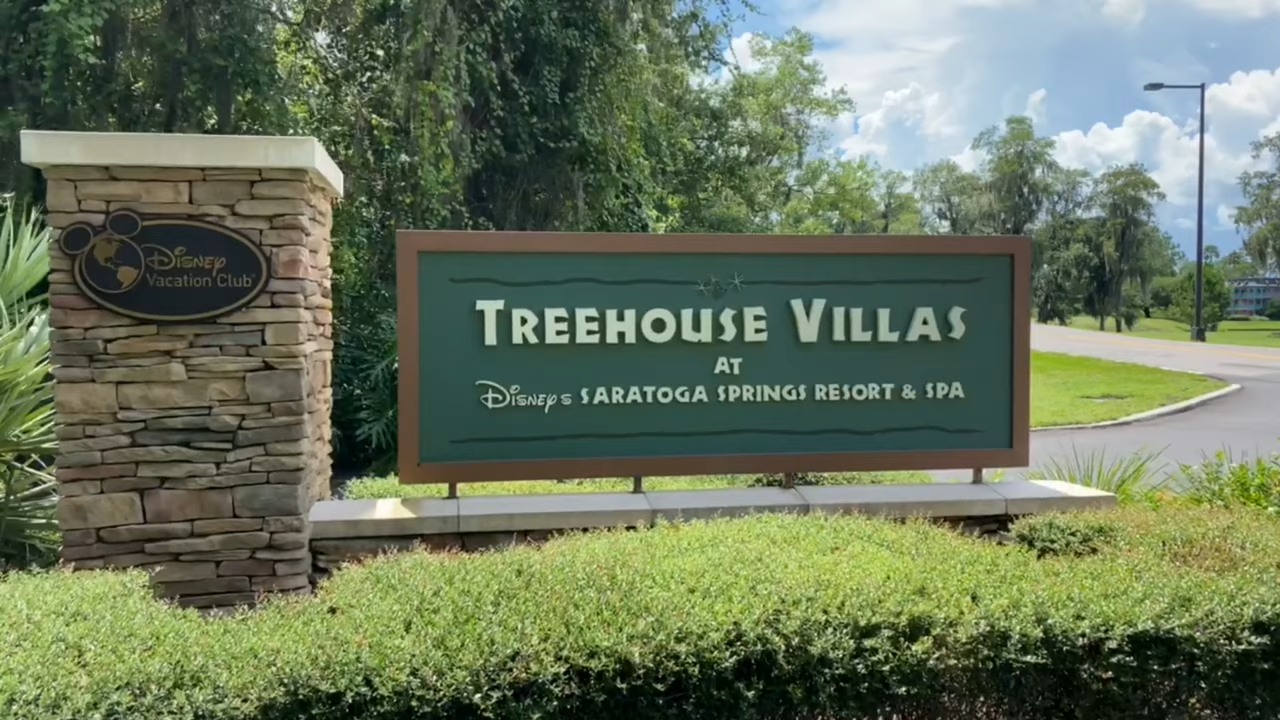 Disney
Vacation Club
TREEHOUSE VILLAS
AT
Disney's SARATOGA SPRINGS RESORT & SPA